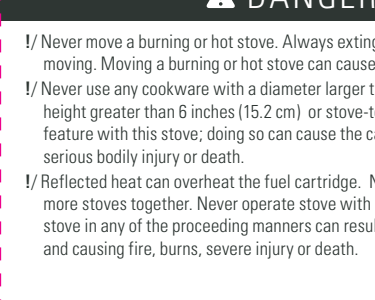 DANGER
!/ Never move a burning or hot stove. Always exting
moving. Moving a burning or hot stove can cause
!/ Never use any cookware with a diameter larger t
height greater than 6 inches (15.2 cm) or stove-t
feature with this stove; doing so can cause the ca
serious bodily injury or death.
!/ Reflected heat can overheat the fuel cartridge. N
more stoves together. Never operate stove with
stove in any of the proceeding manners can resul
and causing fire, burns, severe injury or death.